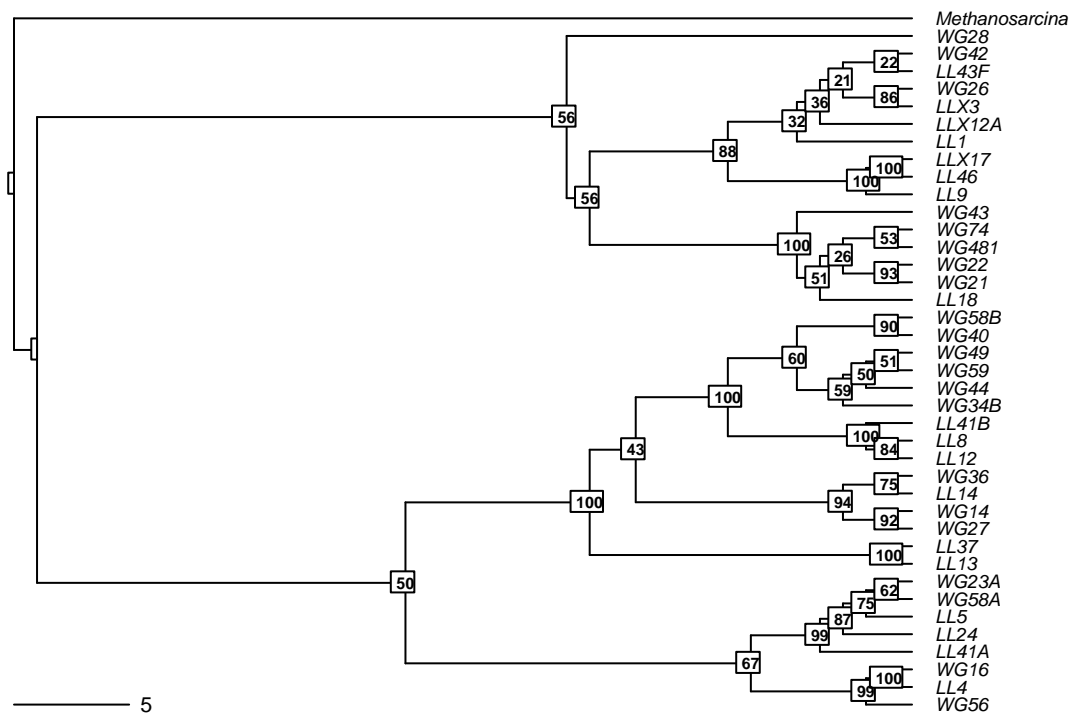 Methanosarcina
WG28
WG42
22
LL43F
21
WG26
36
86
LLX3
32
LLX12A
56
LL1
88
LLX17
100
LL46
100
LL9
56
WG43
WG74
53
100
WG481
26
WG22
51
93
WG21
LL18
WG58B
90
WG40
60
WG49
51
WG59
50
WG44
59
100
WG34B
LL41B
100
LL8
43
84
LL12
WG36
75
LL14
94
100
WG14
92
WG27
LL37
100
LL13
50
WG23A
62
WG58A
75
LL5
87
LL24
99
LL41A
67
WG16
100
LL4
99
WG56
5